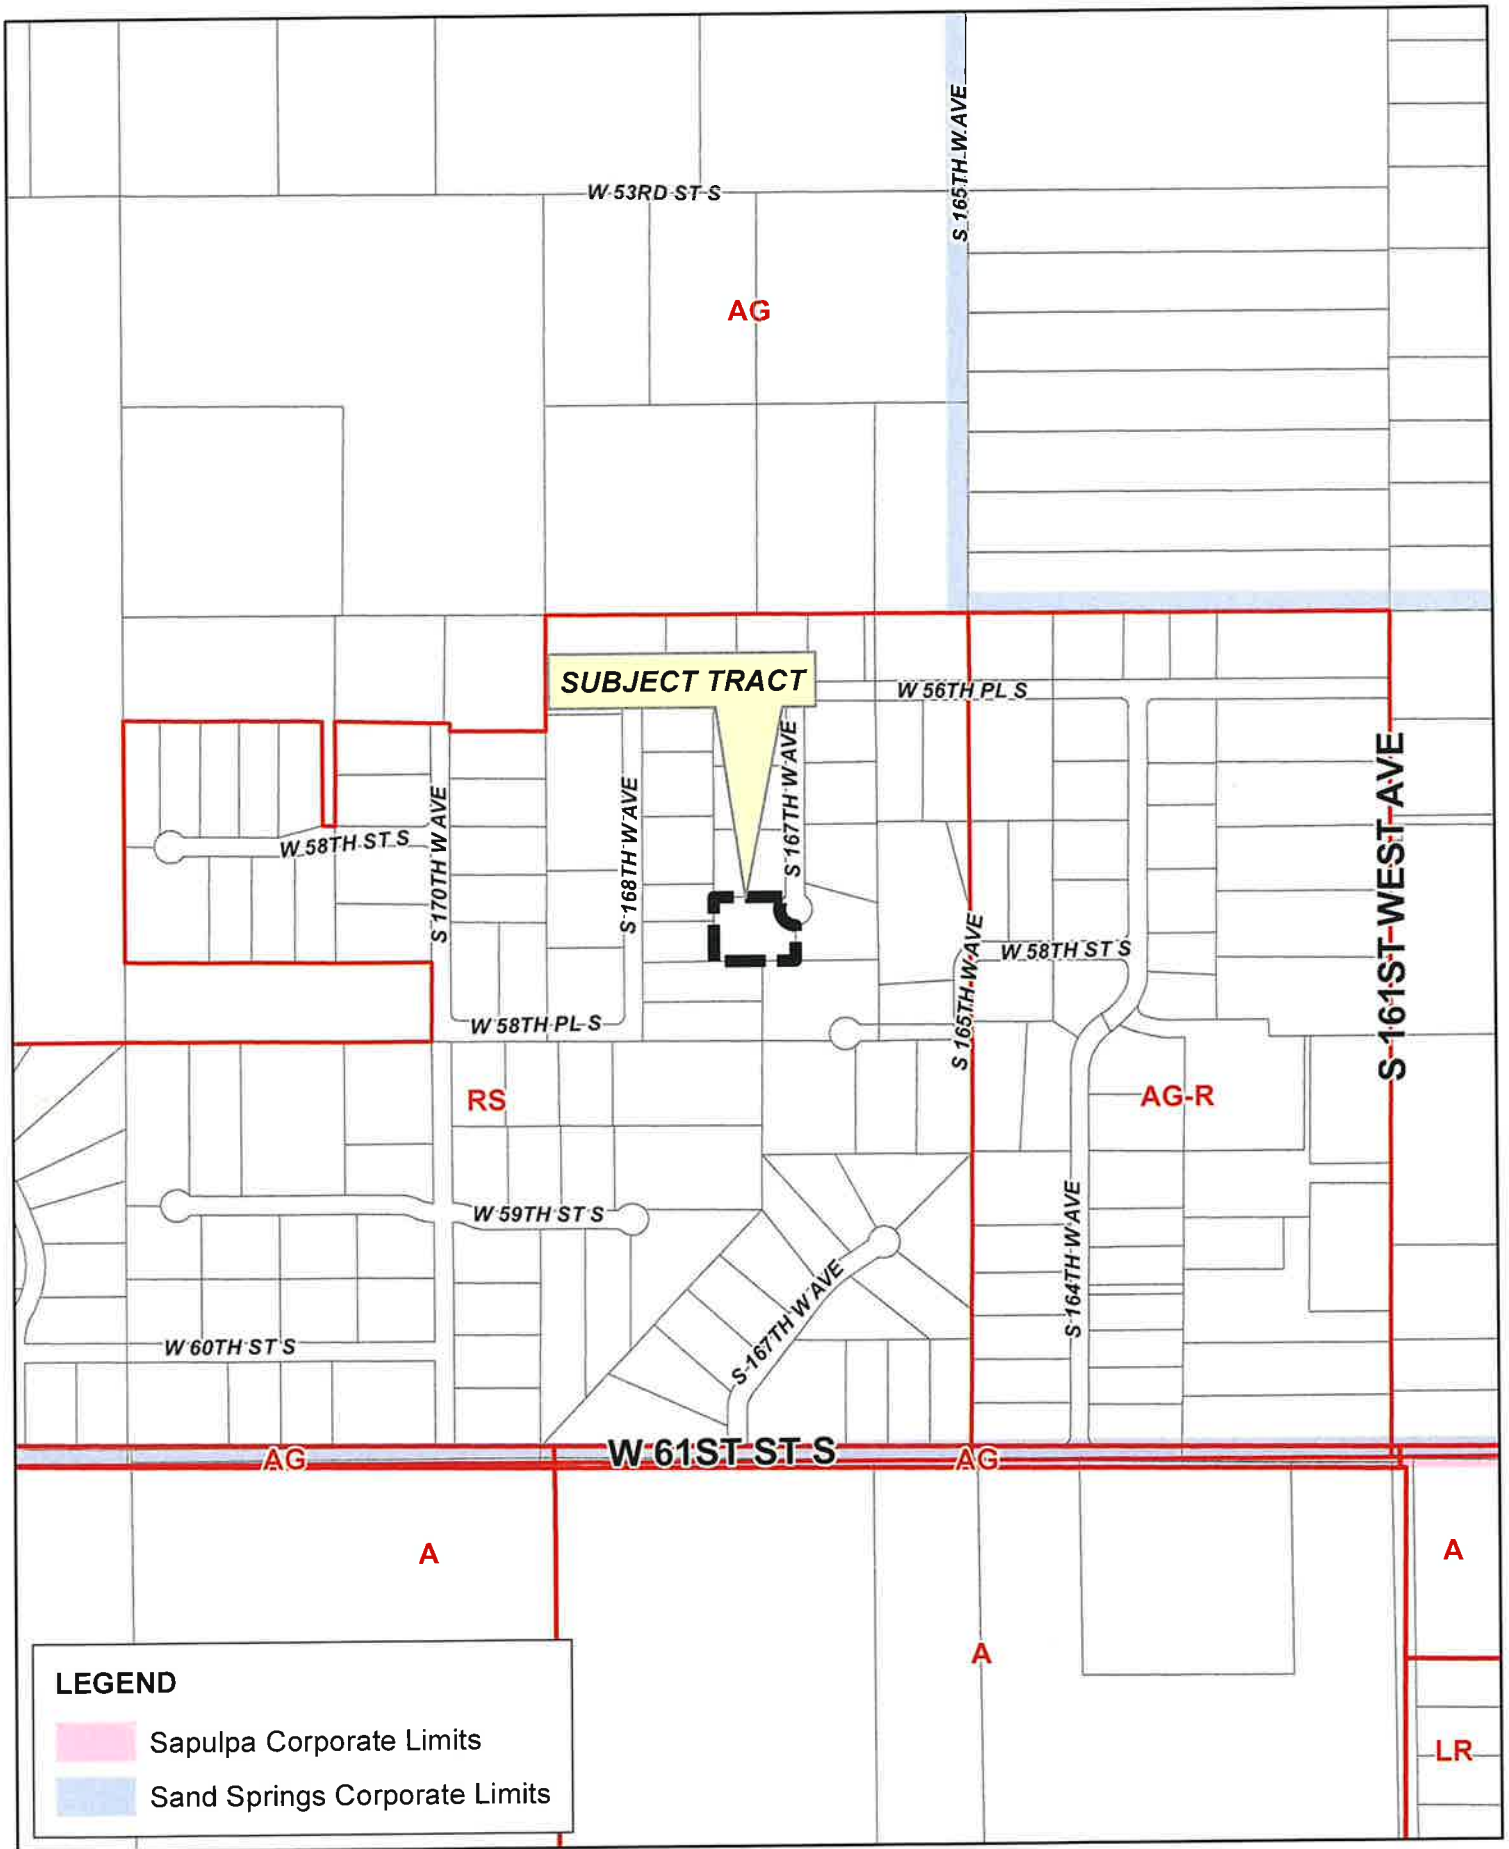 S 165TH W AVE
W 53RD ST S
AG
SUBJECT TRACT
W 56TH PL S
S 167TH W AVE
S 161ST WEST AVE
S 170TH W AVE
S 168TH W AVE
W 58TH ST S
W 58TH ST S
S 165TH W AVE
W 58TH PL S
RS
AG-R
W 59TH ST S
S 164TH W AVE
S 167TH W AVE
W 60TH ST S
W 61ST ST S
AG
AG
A
A
A
LR
LEGEND
Sapulpa Corporate Limits
Sand Springs Corporate Limits